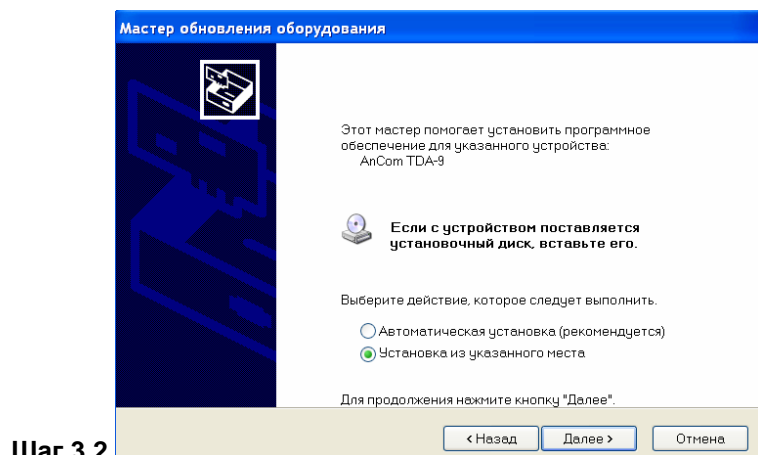 Мастер обновления оборудования
Этот мастер помогает установить программное
обеспечение для указанного устройства:
AnCom TDA-9
Если с устройством поставляется
установочный диск, вставьте его.
Выберите действие, которое следует выполнить.
Автоматическая установка (рекомендуется)
Установка из указанного места
Для продолжения нажмите кнопку "Далее".
< Назад Далее > Отмена
Шаг 3.2